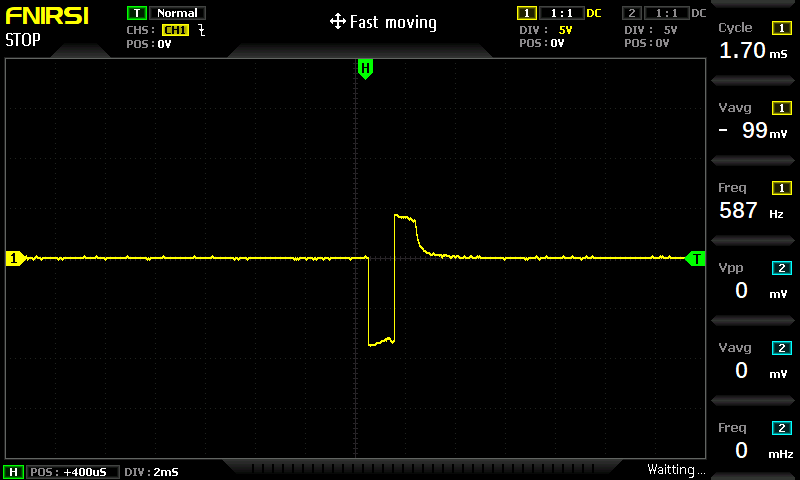 FNIRSI
STOP
T Normal
CHS: CH1
POS: 0V
Fast moving
1 1:1 DC
DIV: 5V
POS: 0V
2 1:1 DC
DIV: 5V
POS: 0V
H
1
T
Cycle 1
1.70 mS
Vavg 1
- 99 mV
Freq 1
587 Hz
Vpp 2
0 mV
Vavg 2
0 mV
Freq 2
0 mHz
H POS: +400uS DIV: 2mS
Waitting...